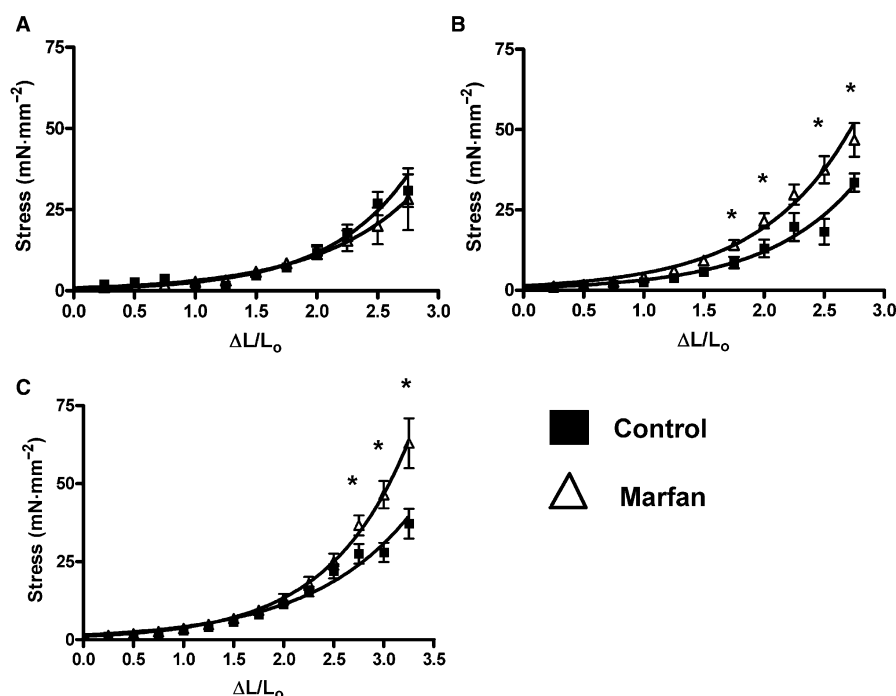 A
75
50
25
0
Stress (mN·mm⁻²)
0.0 0.5 1.0 1.5 2.0 2.5 3.0
ΔL/Lₒ
B
75
50
25
0
Stress (mN·mm⁻²)
* * * * *
0.0 0.5 1.0 1.5 2.0 2.5 3.0
ΔL/Lₒ
C
75
50
25
0
Stress (mN·mm⁻²)
* * *
0.0 0.5 1.0 1.5 2.0 2.5 3.0 3.5
ΔL/Lₒ
Control
Marfan